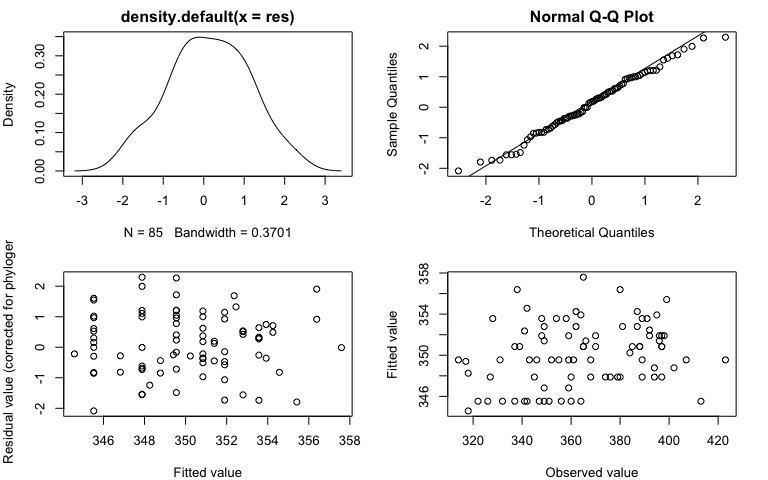 density.default(x = res)
Density
0.00 0.10 0.20 0.30
-3 -2 -1 0 1 2 3
N = 85 Bandwidth = 0.3701
Normal Q-Q Plot
Sample Quantiles
-2 -1 0 1 2
-2 -1 0 1 2
Theoretical Quantiles
Residual value (corrected for phyloger
-2 -1 0 1 2
346 348 350 352 354 356 358
Fitted value
Fitted value
346 350 354 358
320 340 360 380 400 420
Observed value